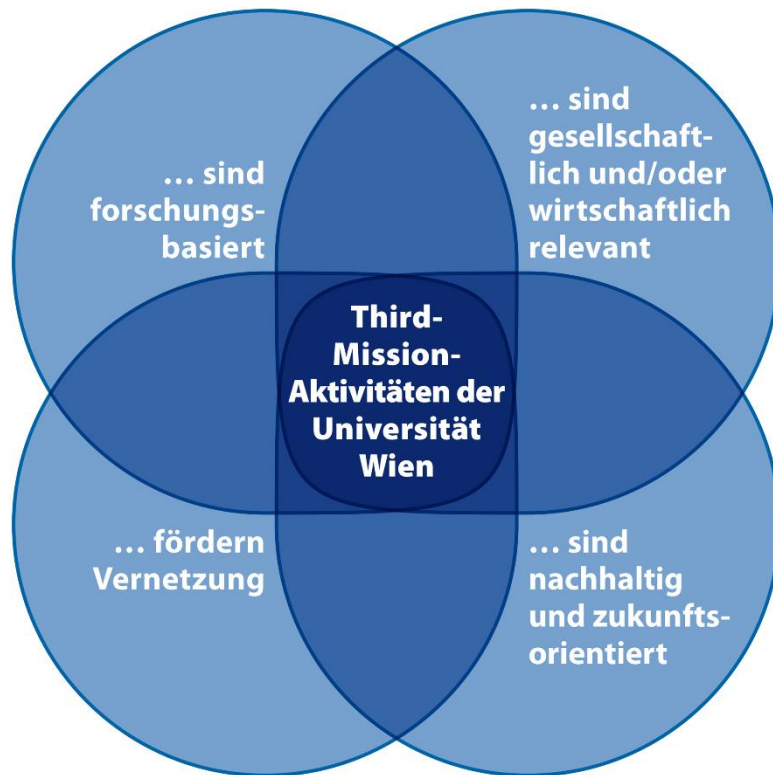 … sind
forschungs-
basiert
… sind
gesellschaft-
lich und/oder
wirtschaftlich
relevant
Third-
Mission-
Aktivitäten der
Universität
Wien
… fördern
Vernetzung
… sind
nachhaltig
und zukunfts-
orientiert